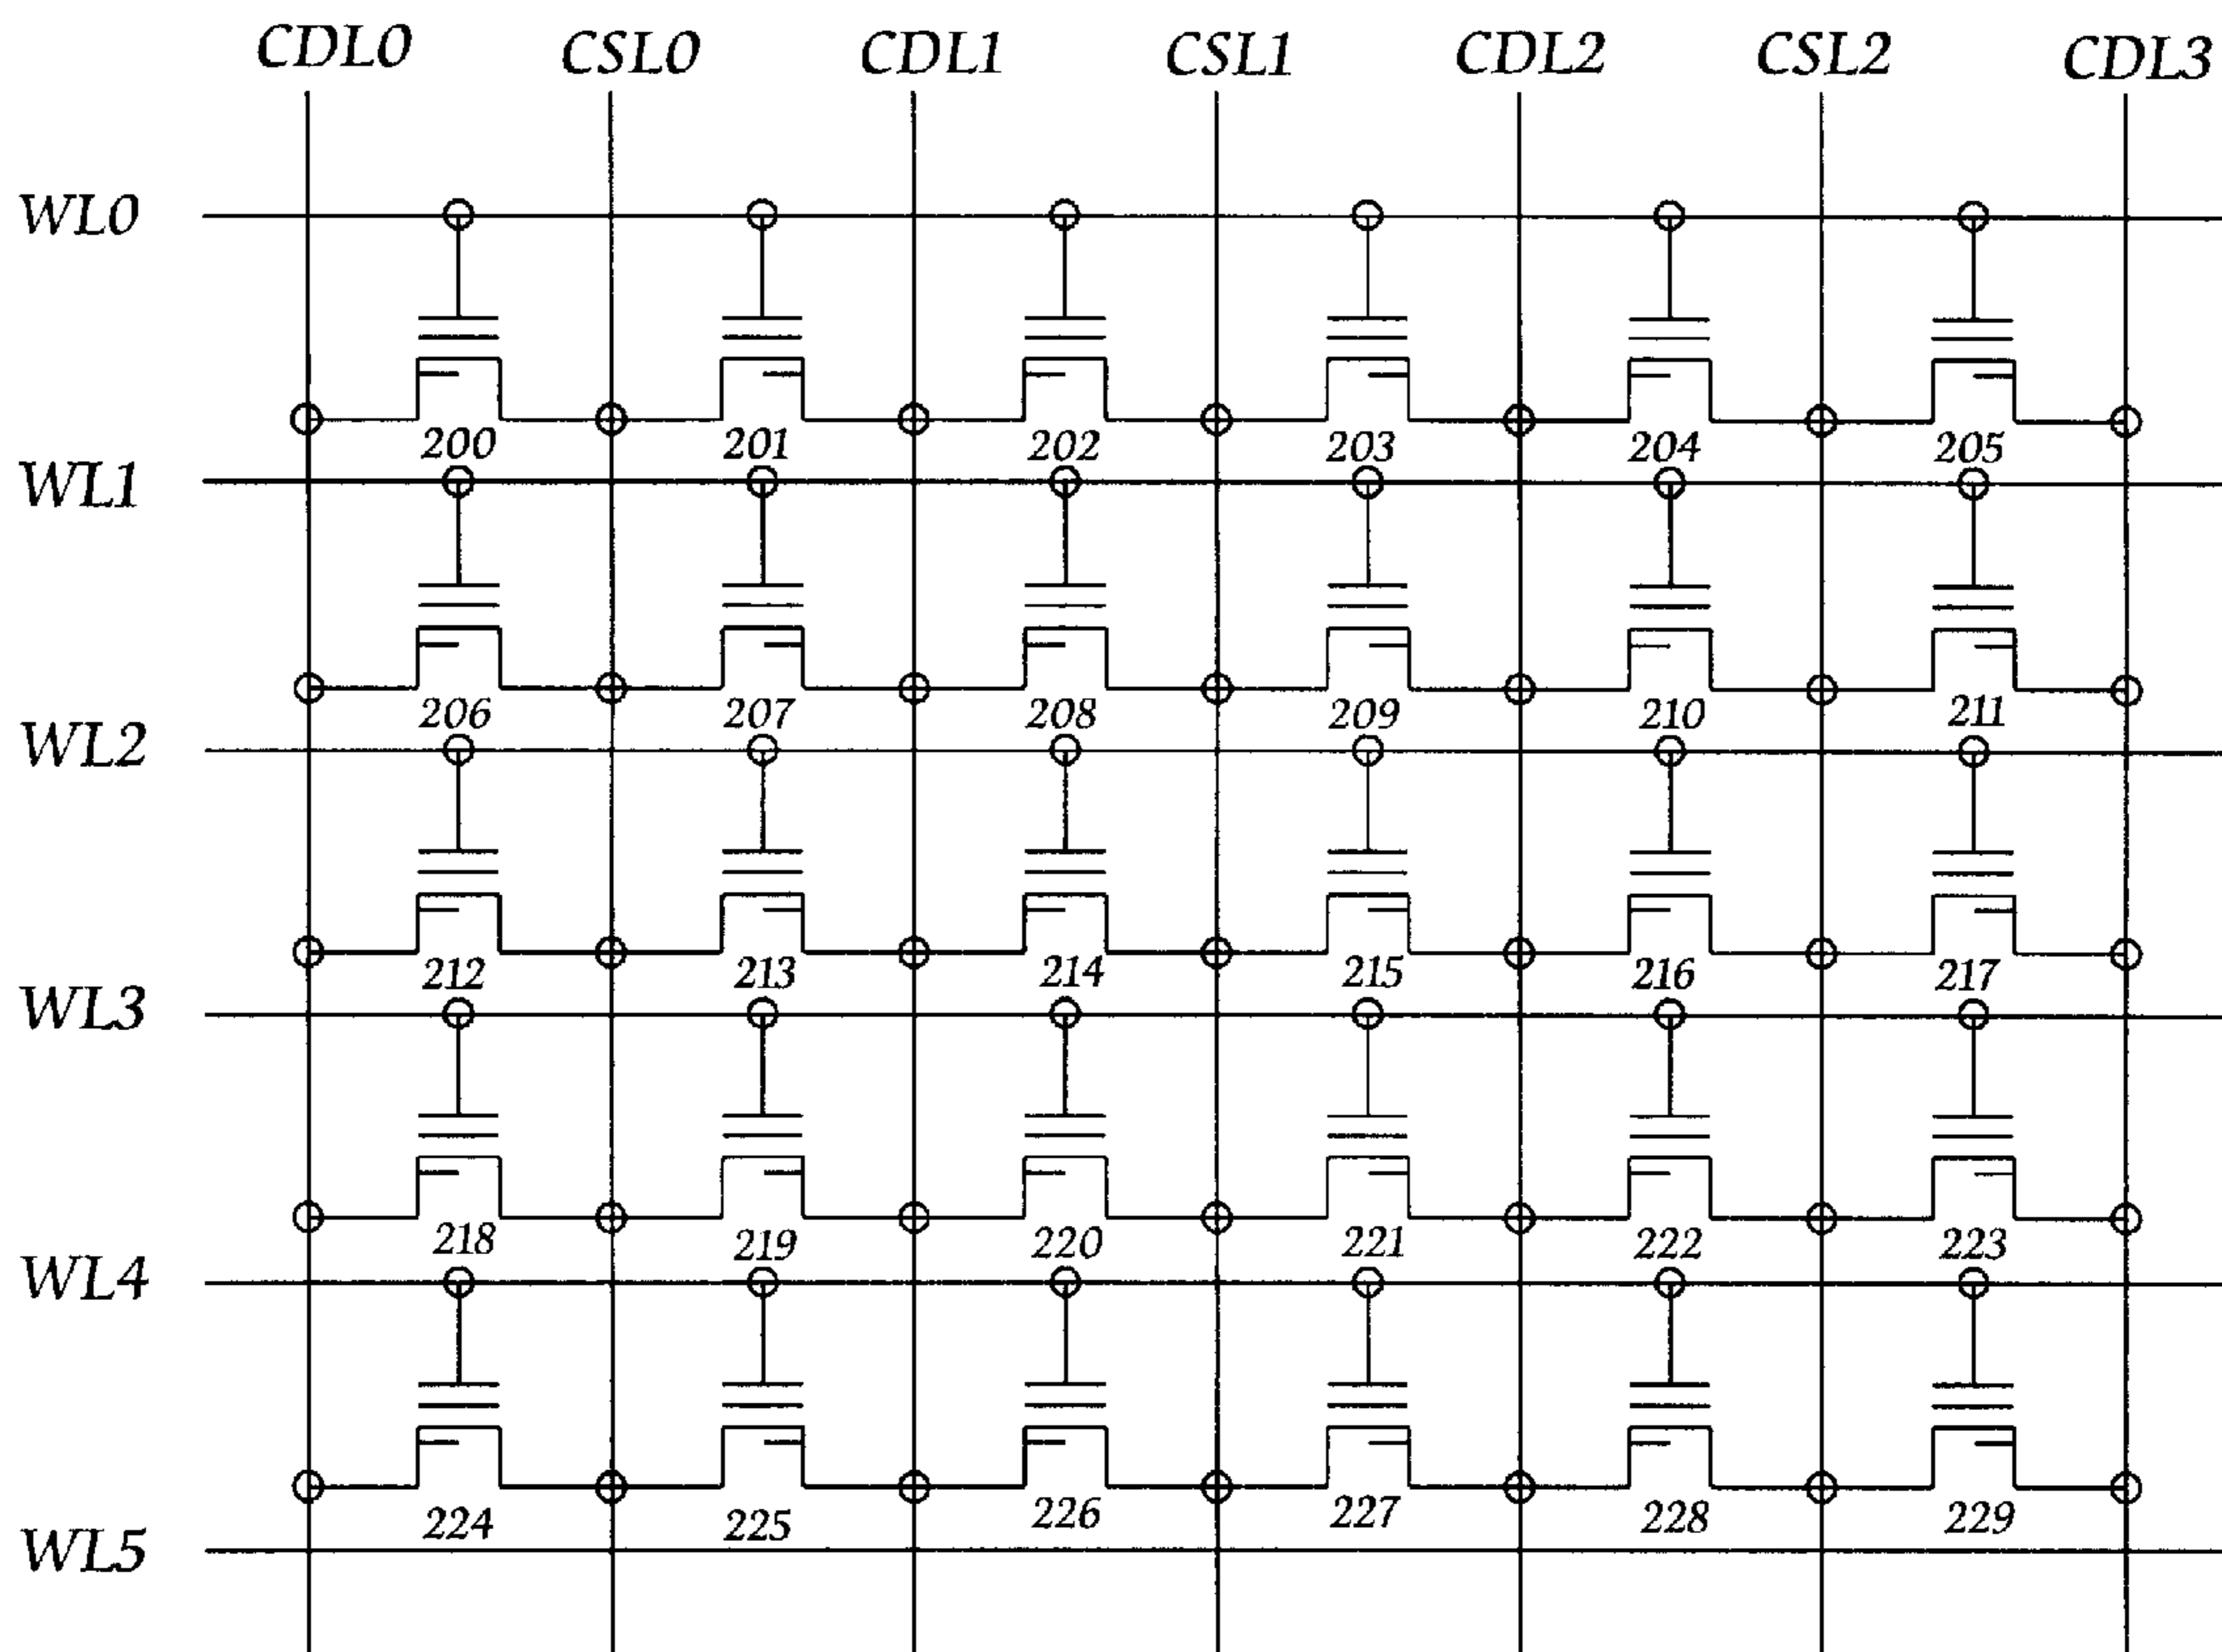 CDL0 CSL0 CDL1 CSL1 CDL2 CSL2 CDL3
WL0
200 201 202 203 204 205
WL1
206 207 208 209 210 211
WL2
212 213 214 215 216 217
WL3
218 219 220 221 222 223
WL4
224 225 226 227 228 229
WL5